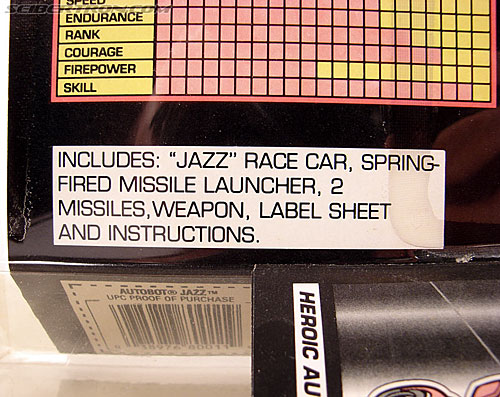 SPEED
ENDURANCE
RANK
COURAGE
FIREPOWER
SKILL
INCLUDES: "JAZZ" RACE CAR, SPRING-
FIRED MISSILE LAUNCHER, 2
MISSILES,WEAPON, LABEL SHEET
AND INSTRUCTIONS.
AUTOBOT® JAZZ™
UPC PROOF OF PURCHASE
HEROIC AU